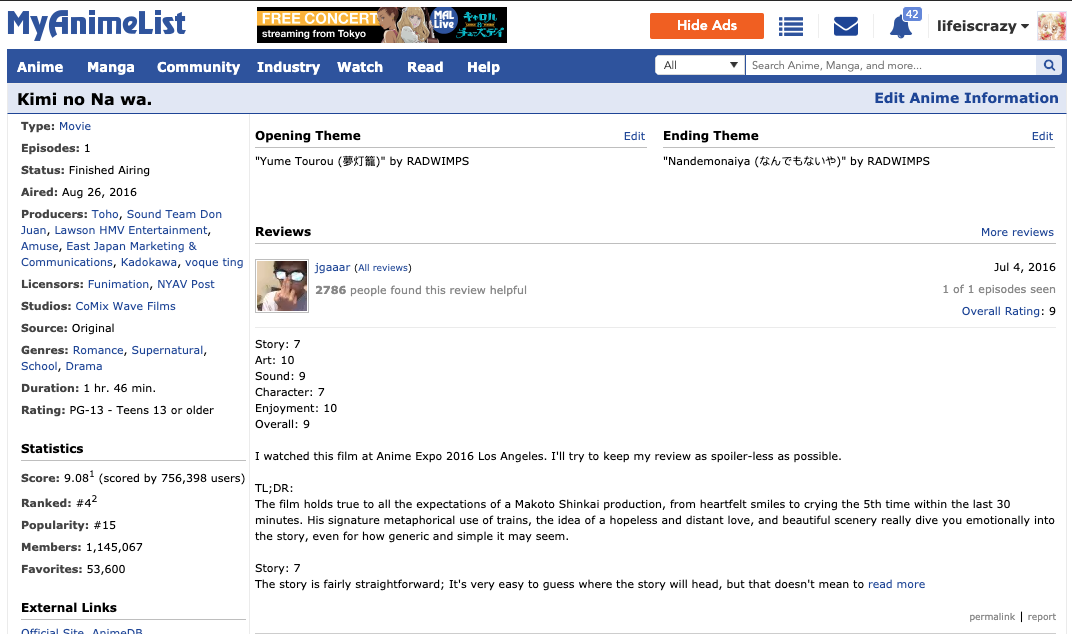 MyAnimeList
FREE CONCERT
streaming from Tokyo
MAL Live
キャロル & チューズデイ
Hide Ads
42
lifeiscrazy
Anime Manga Community Industry Watch Read Help
All
Search Anime, Manga, and more...
Kimi no Na wa.
Edit Anime Information
Type: Movie
Episodes: 1
Status: Finished Airing
Aired: Aug 26, 2016
Producers: Toho, Sound Team Don
Juan, Lawson HMV Entertainment,
Amuse, East Japan Marketing &
Communications, Kadokawa, voque ting
Licensors: Funimation, NYAV Post
Studios: CoMix Wave Films
Source: Original
Genres: Romance, Supernatural,
School, Drama
Duration: 1 hr. 46 min.
Rating: PG-13 - Teens 13 or older
Statistics
Score: 9.081 (scored by 756,398 users)
Ranked: #42
Popularity: #15
Members: 1,145,067
Favorites: 53,600
External Links
Official Site, AnimeDB
Opening Theme Edit
"Yume Tourou (夢灯籠)" by RADWIMPS
Ending Theme Edit
"Nandemonaiya (なんでもないや)" by RADWIMPS
Reviews More reviews
jgaaar (All reviews)
2786 people found this review helpful
Jul 4, 2016
1 of 1 episodes seen
Overall Rating: 9
Story: 7
Art: 10
Sound: 9
Character: 7
Enjoyment: 10
Overall: 9
I watched this film at Anime Expo 2016 Los Angeles. I'll try to keep my review as spoiler-less as possible.
TL;DR:
The film holds true to all the expectations of a Makoto Shinkai production, from heartfelt smiles to crying the 5th time within the last 30
minutes. His signature metaphorical use of trains, the idea of a hopeless and distant love, and beautiful scenery really dive you emotionally into
the story, even for how generic and simple it may seem.
Story: 7
The story is fairly straightforward; It's very easy to guess where the story will head, but that doesn't mean to read more
permalink | report